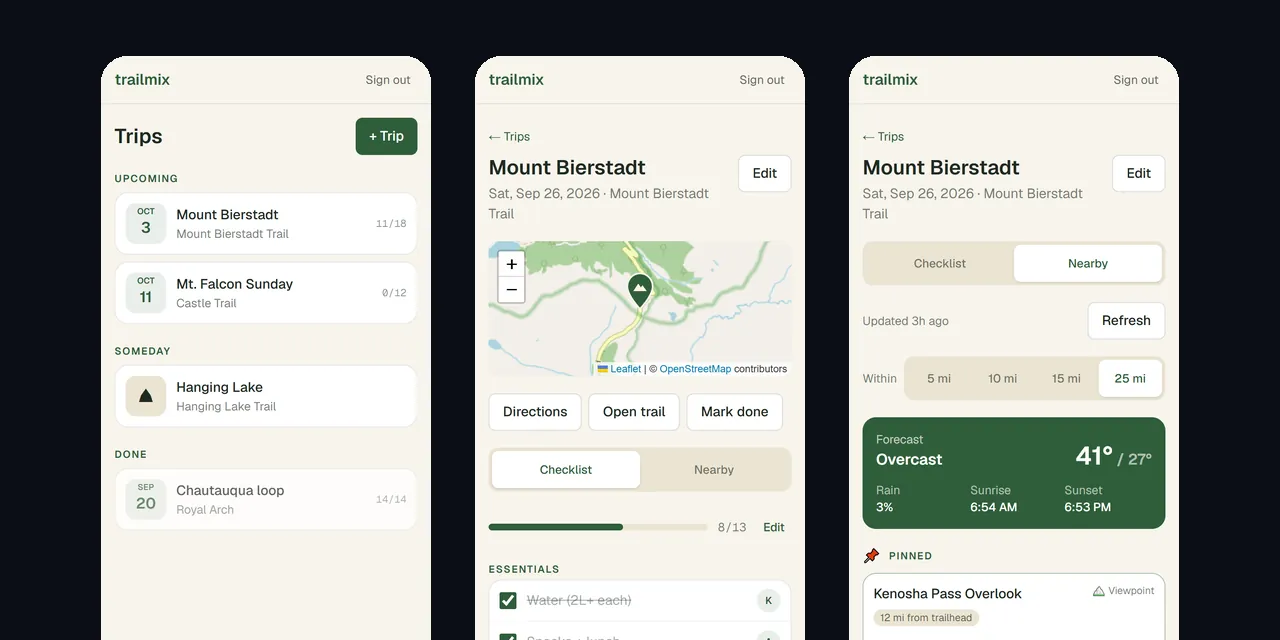 trailmix
Sign out
Trips
+ Trip
UPCOMING
OCT
3
Mount Bierstadt
Mount Bierstadt Trail
11/18
OCT
11
Mt. Falcon Sunday
Castle Trail
0/12
SOMEDAY
Hanging Lake
Hanging Lake Trail
DONE
SEP
20
Chautauqua loop
Royal Arch
14/14
trailmix
Sign out
← Trips
Mount Bierstadt
Edit
Sat, Sep 26, 2026 · Mount Bierstadt
Trail
+
−
Leaflet | © OpenStreetMap contributors
Directions
Open trail
Mark done
Checklist
Nearby
8/13
Edit
ESSENTIALS
Water (2L+ each)
K
trailmix
Sign out
← Trips
Mount Bierstadt
Edit
Sat, Sep 26, 2026 · Mount Bierstadt
Trail
Checklist
Nearby
Updated 3h ago
Refresh
Within
5 mi
10 mi
15 mi
25 mi
Forecast
Overcast
41° / 27°
Rain
3%
Sunrise
6:54 AM
Sunset
6:53 PM
PINNED
Kenosha Pass Overlook
Viewpoint
12 mi from trailhead